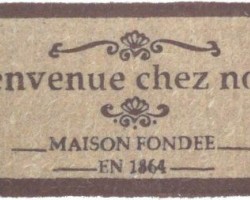 envenue chez no
MAISON FONDEE
EN 1864